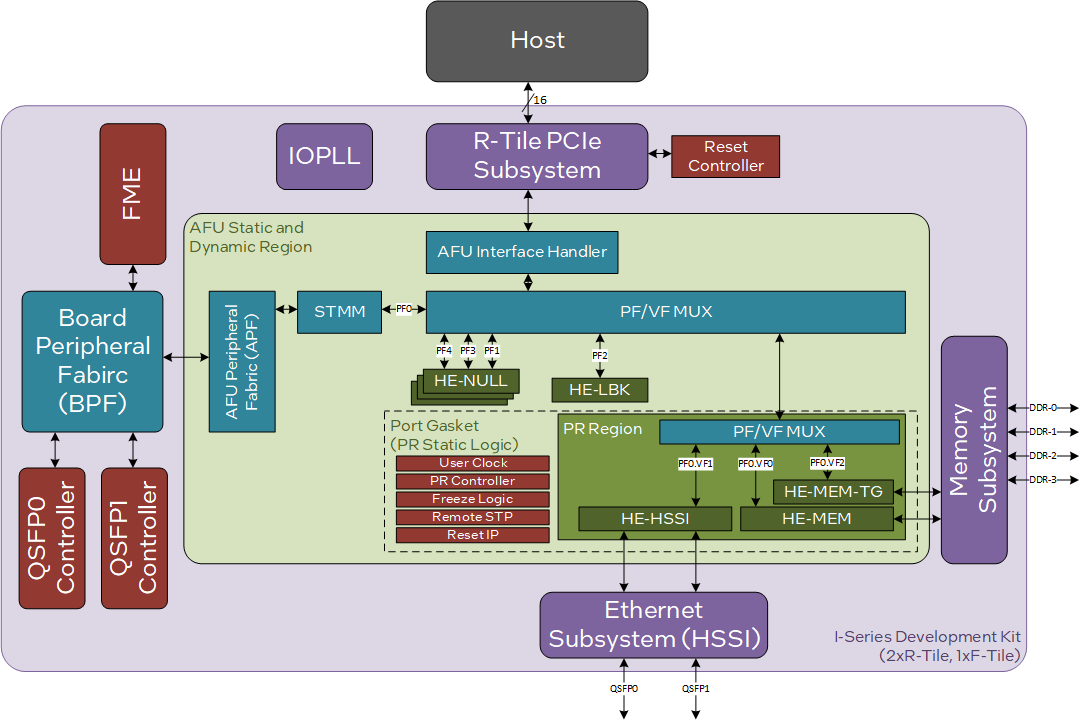 Host
16
R-Tile PCIe
Subsystem
IOPLL
Reset
Controller
FME
AFU Static and
Dynamic Region
AFU Interface Handler
Board
Peripheral
Fabirc
(BPF)
AFU Peripheral
Fabric (APF)
STMM
PF0
PF/VF MUX
PF4
PF3
PF1
PF2
HE-NULL
HE-LBK
Port Gasket
(PR Static Logic)
User Clock
PR Controller
Freeze Logic
Remote STP
Reset IP
PR Region
PF/VF MUX
PF0.VF1
PF0.VF0
PF0.VF2
HE-MEM-TG
HE-HSSI
HE-MEM
Memory
Subsystem
DDR-0
DDR-1
DDR-2
DDR-3
QSFP0
Controller
QSFP1
Controller
Ethernet
Subsystem (HSSI)
I-Series Development Kit
(2xR-Tile, 1xF-Tile)
QSFP0
QSFP1